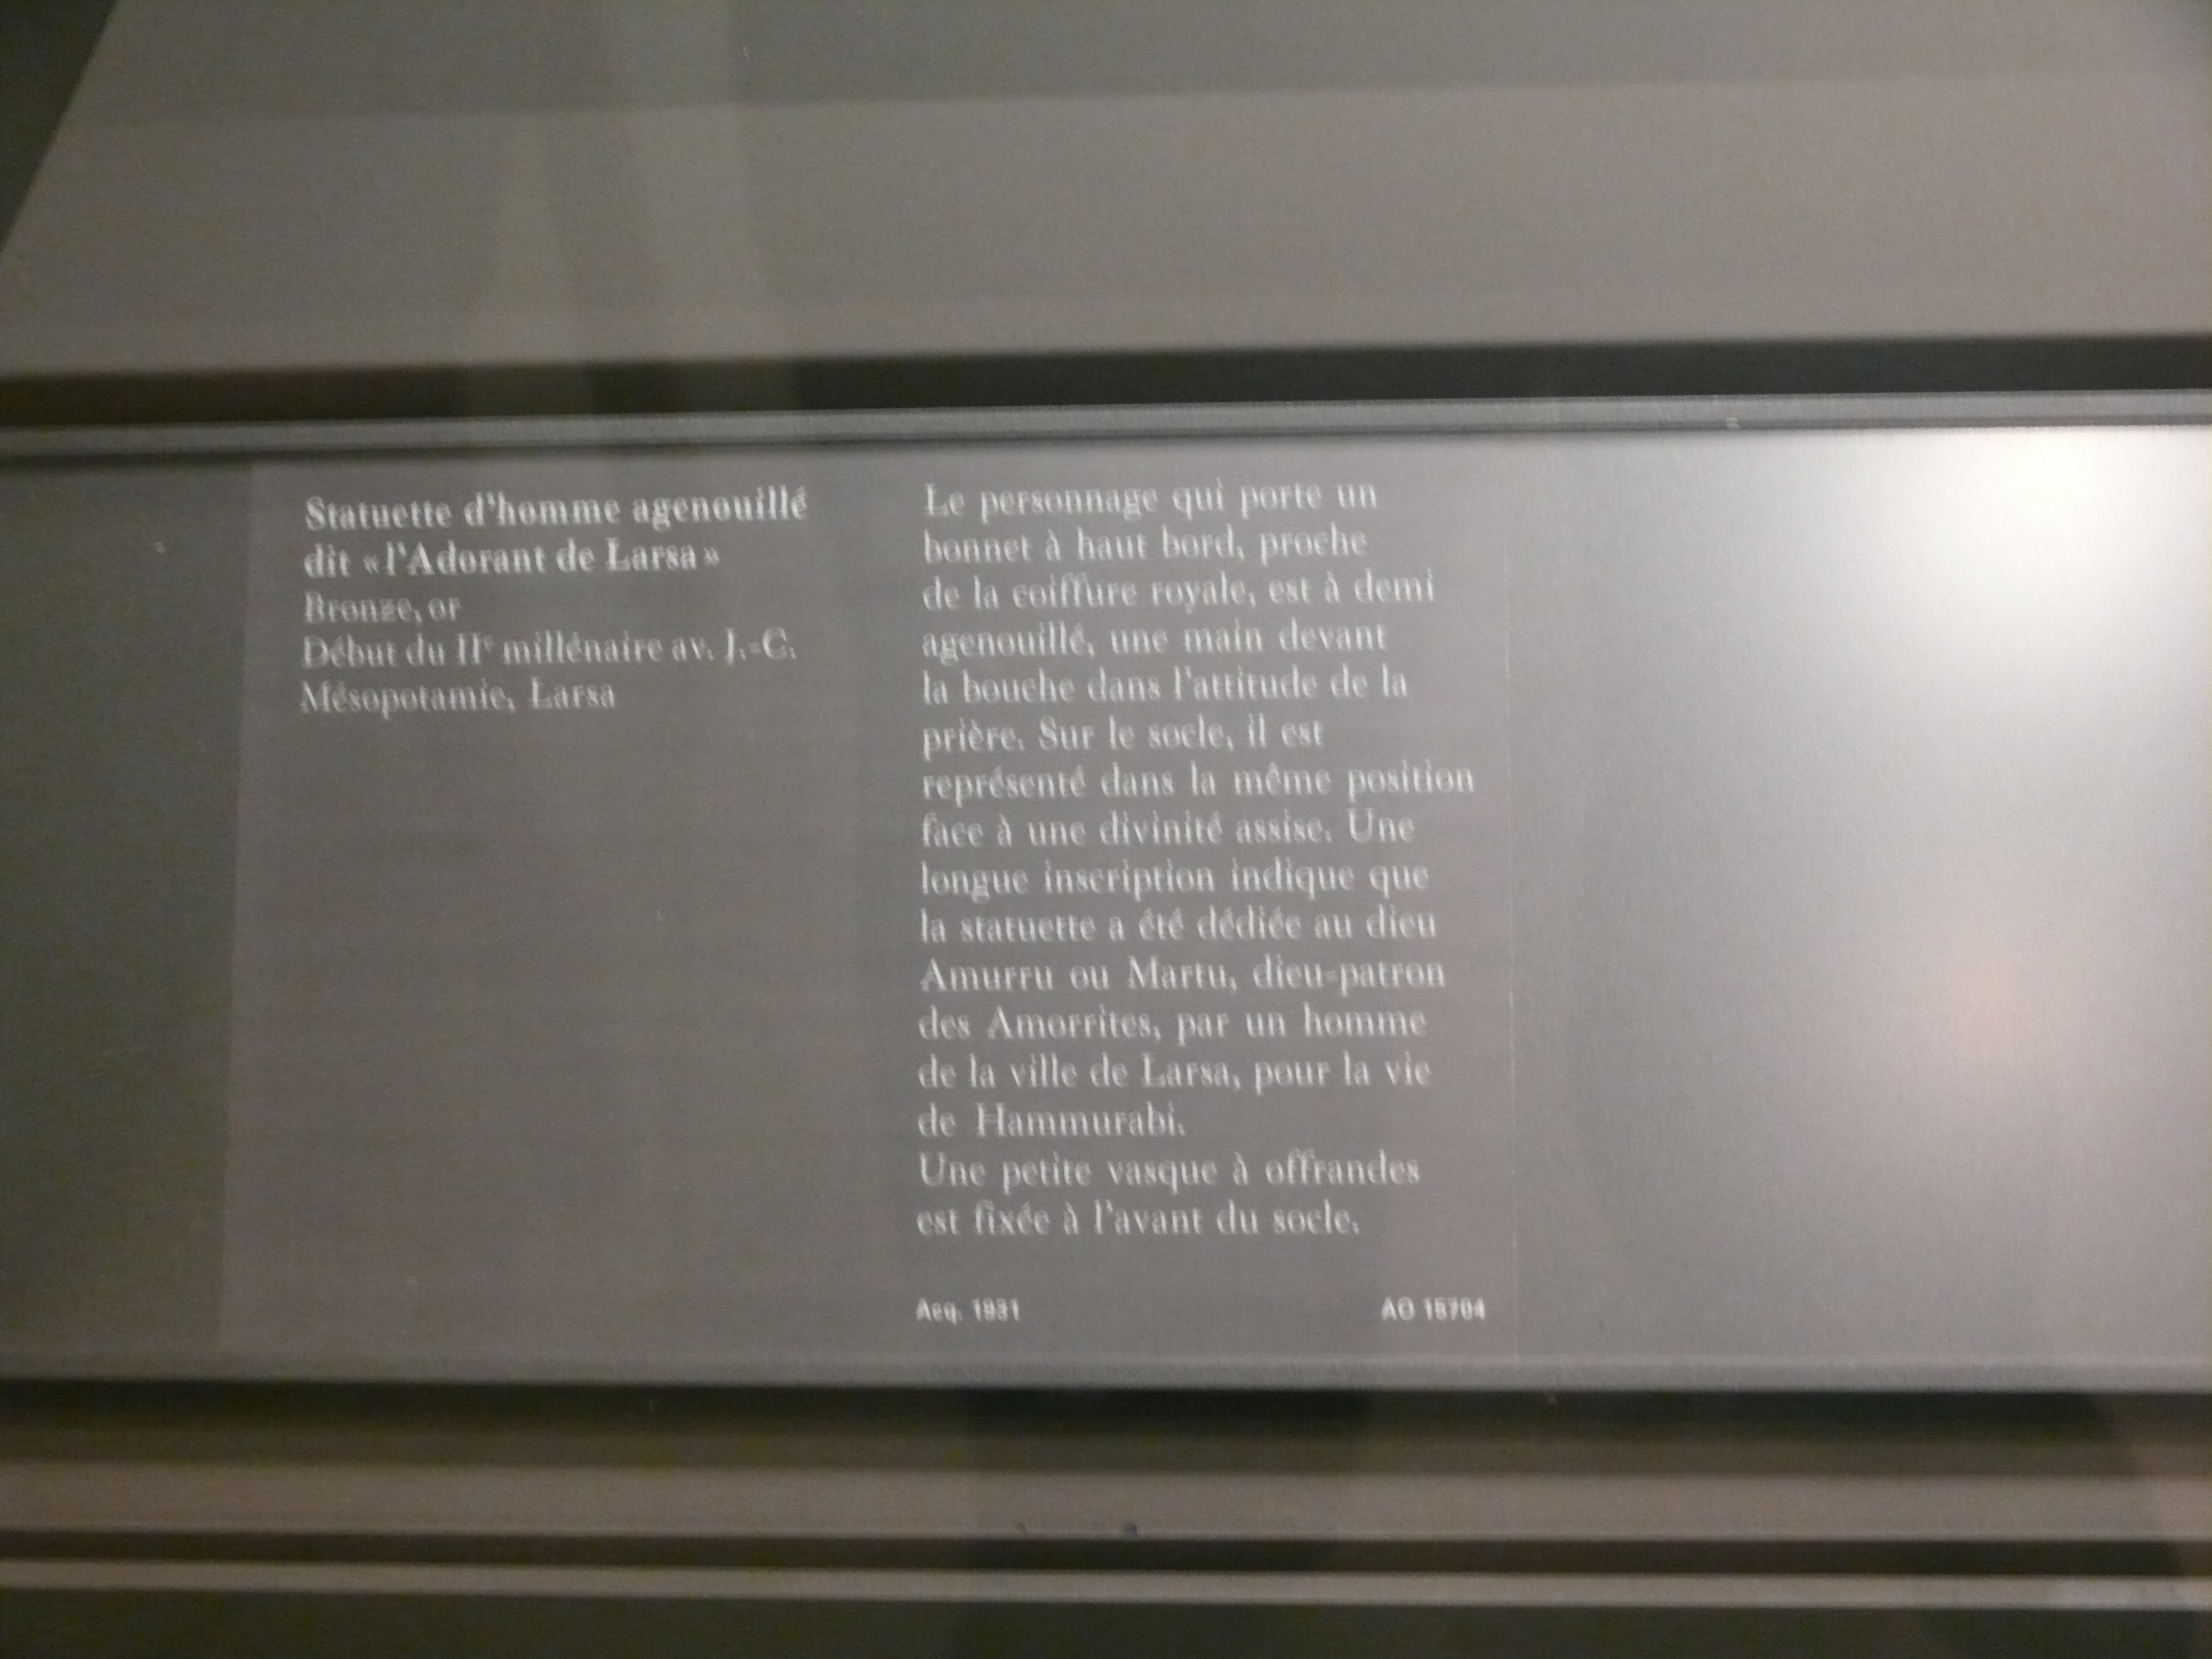 Statuette d'homme agenouillé
dit « l'Adorant de Larsa »
Bronze, or
Début du IIe millénaire av. J.-C.
Mésopotamie, Larsa
Le personnage qui porte un
bonnet à haut bord, proche
de la coiffure royale, est à demi
agenouillé, une main devant
la bouche dans l'attitude de la
prière. Sur le socle, il est
représenté dans la même position
face à une divinité assise. Une
longue inscription indique que
la statuette a été dédiée au dieu
Amurru ou Martu, dieu-patron
des Amorrites, par un homme
de la ville de Larsa, pour la vie
de Hammurabi.
Une petite vasque à offrandes
est fixée à l'avant du socle.
Acq. 1931
AO 15704